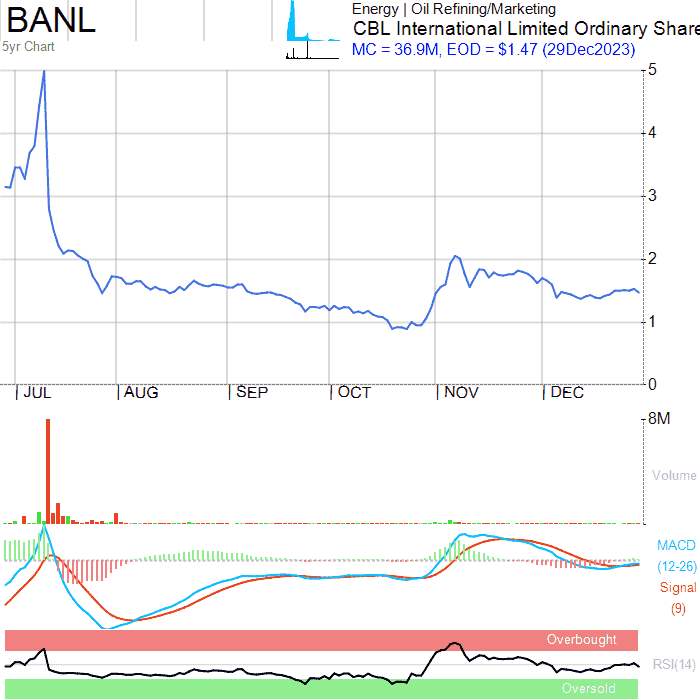 BANL
5yr Chart
Energy | Oil Refining/Marketing
CBL International Limited Ordinary Share
MC = 36.9M, EOD = $1.47 (29Dec2023)
5
4
3
2
1
0
JUL AUG SEP OCT NOV DEC
8M
Volume
MACD
(12-26)
Signal
(9)
Overbought
RSI(14)
Oversold